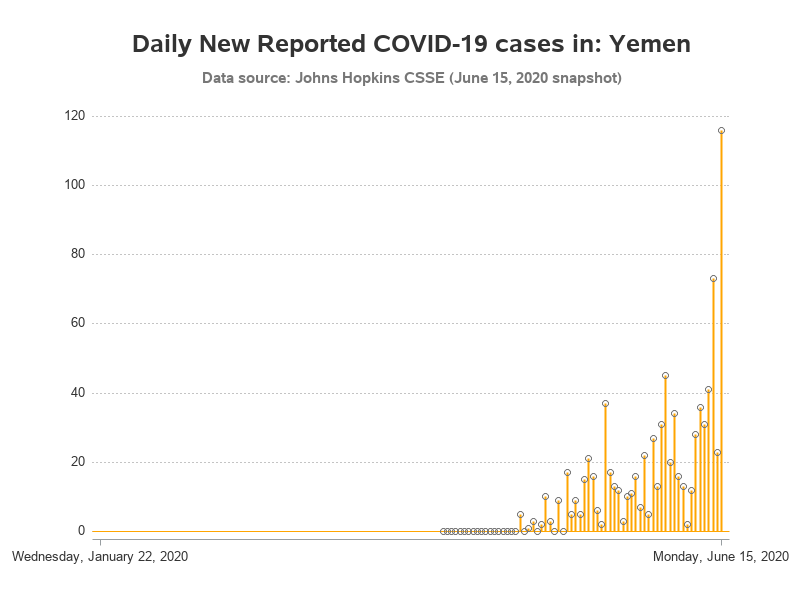 Daily New Reported COVID-19 cases in: Yemen
Data source: Johns Hopkins CSSE (June 15, 2020 snapshot)
120
100
80
60
40
20
0
Wednesday, January 22, 2020
Monday, June 15, 2020